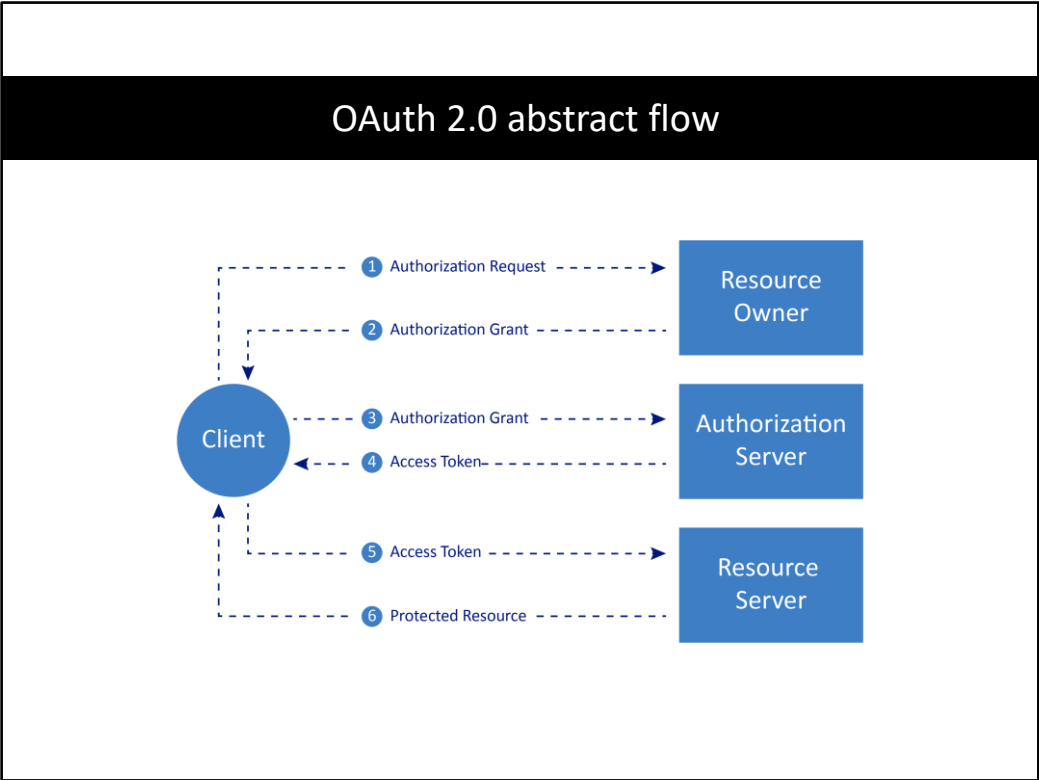 OAuth 2.0 abstract flow
1 Authorization Request
Resource
Owner
2 Authorization Grant
Client
3 Authorization Grant
Authorization
Server
4 Access Token
5 Access Token
Resource
Server
6 Protected Resource